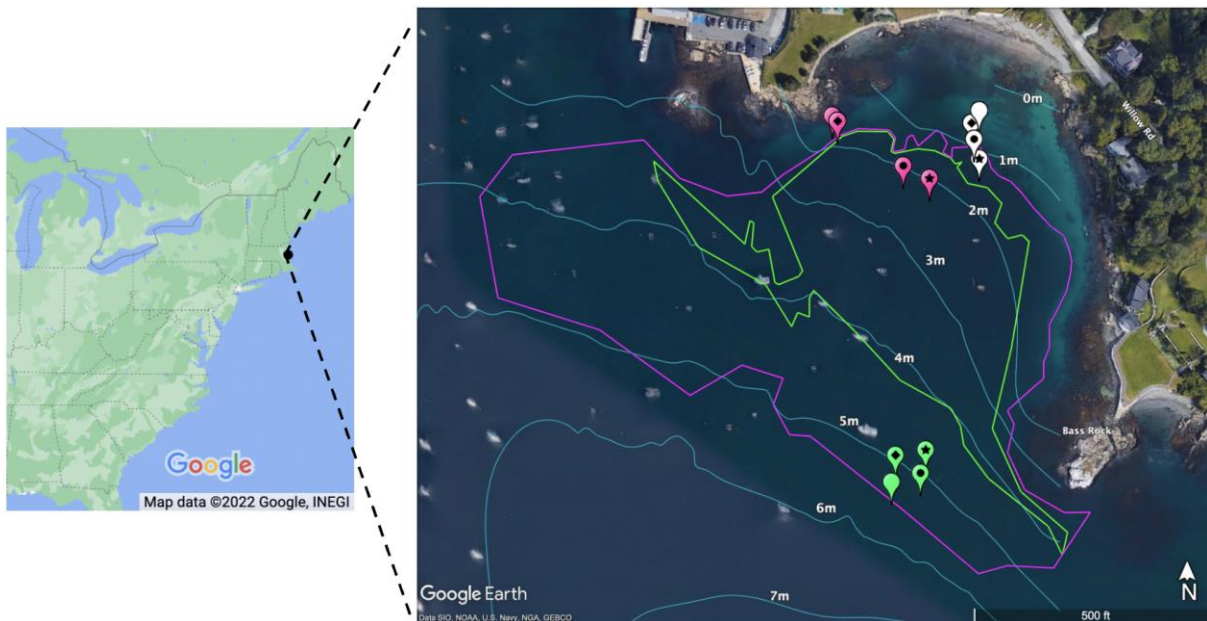 Google
Map data ©2022 Google, INEGI
0m
Willow Rd
1m
2m
3m
4m
5m
Bass Rock
6m
7m
Google Earth
Data SIO, NOAA, U.S. Navy, NGA, GEBCO
N
500 ft